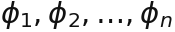 ϕ₁, ϕ₂, ..., ϕₙ